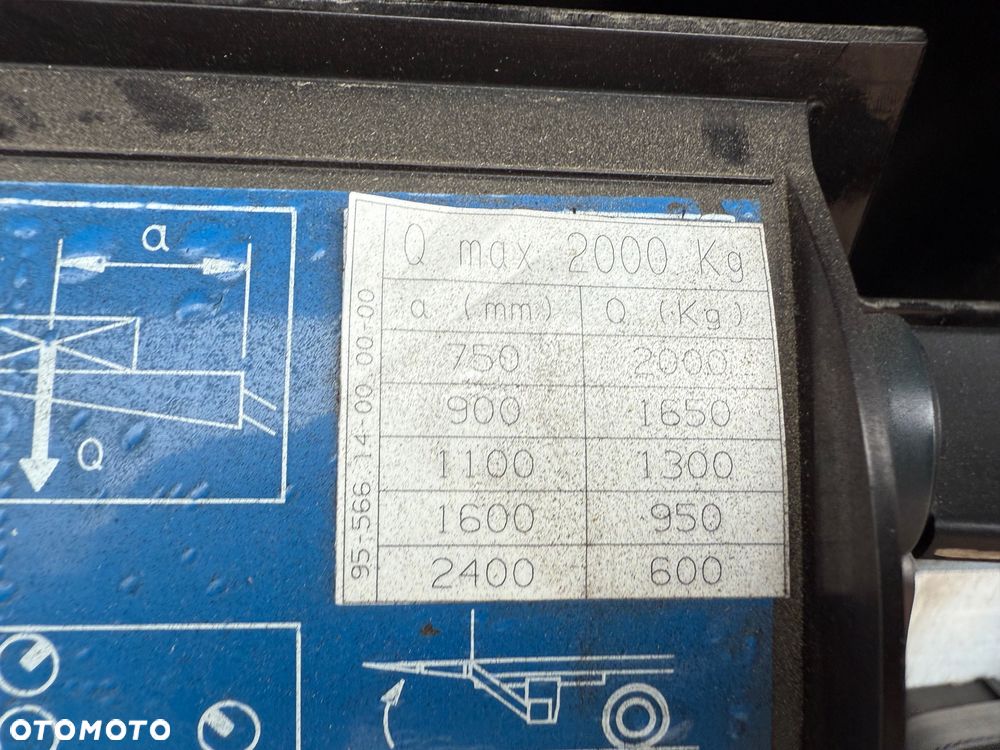 a
Q
95-566.14-00.00-00
Q max 2000 Kg
a (mm) Q (Kg)
750 2000
900 1650
1100 1300
1600 950
2400 600
OTOMOTO